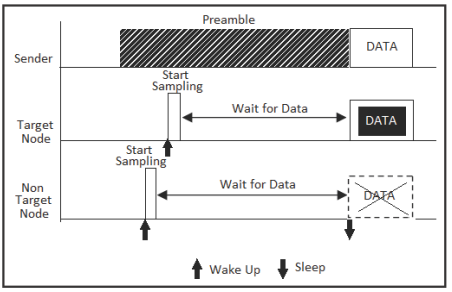 Preamble
Sender
DATA
Start
Sampling
Wait for Data
Target
Node
DATA
Start
Sampling
Wait for Data
Non
Target
Node
DATA
Wake Up
Sleep